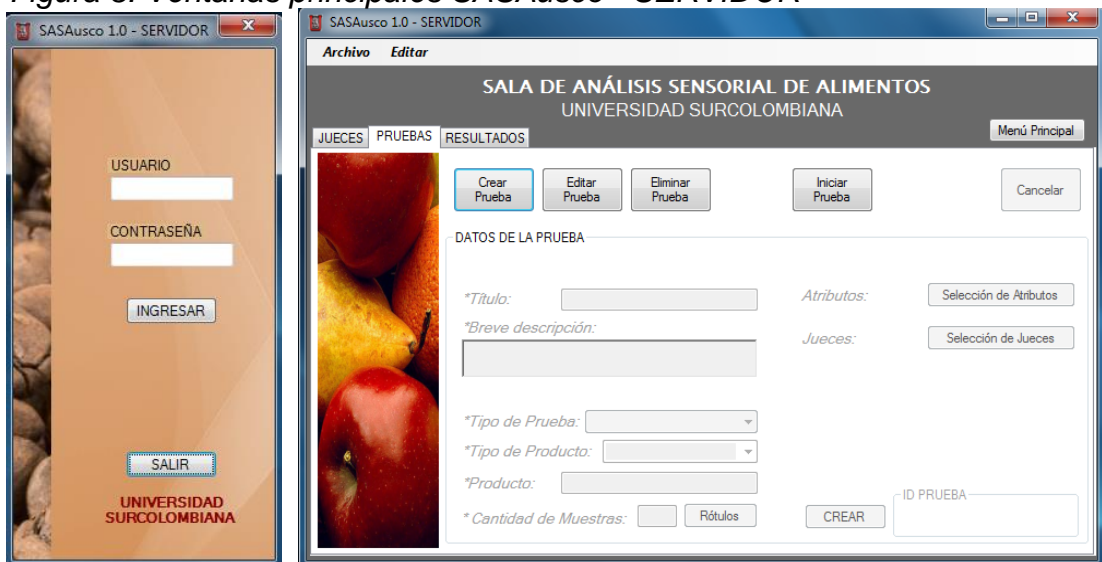 Figura 3. Ventanas principales SASAusco - SERVIDOR
SASAusco 1.0 - SERVIDOR
USUARIO
CONTRASEÑA
INGRESAR
SALIR
UNIVERSIDAD
SURCOLOMBIANA
SASAusco 1.0 - SERVIDOR
Archivo Editar
SALA DE ANÁLISIS SENSORIAL DE ALIMENTOS
UNIVERSIDAD SURCOLOMBIANA
Menú Principal
JUECES PRUEBAS RESULTADOS
Crear Prueba
Editar Prueba
Eliminar Prueba
Iniciar Prueba
Cancelar
DATOS DE LA PRUEBA
*Título:
Atributos: Selección de Atributos
*Breve descripción:
Jueces: Selección de Jueces
*Tipo de Prueba:
*Tipo de Producto:
*Producto:
* Cantidad de Muestras: Rótulos
CREAR
ID PRUEBA